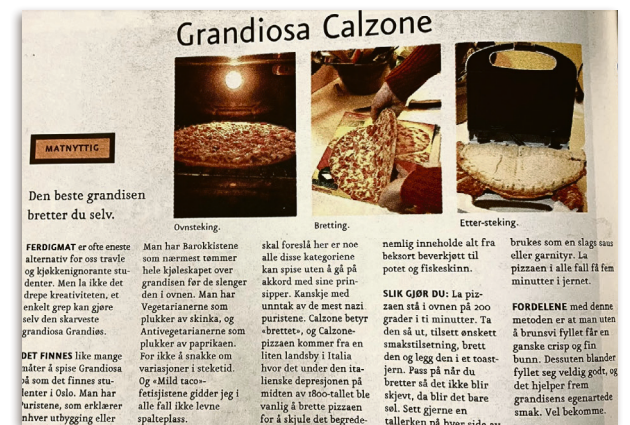 Grandiosa Calzone
MATNYTTIG
Den beste grandisen
bretter du selv.
Ovnsteking.
Bretting.
Etter-steking.
FERDIGMAT er ofte eneste
alternativ for oss travle
og kjøkkenignorante stu-
denter. Men la ikke det
drepe kreativiteten, et
enkelt grep kan gjøre
selv den skarveste
grandiosa Grandiøs.
DET FINNES like mange
måter å spise Grandiosa
på som det finnes stu-
denter i Oslo. Man har
Puristene, som erklærer
enhver utbygging eller
Man har Barokkistene
som nærmest tømmer
hele kjøleskapet over
grandisen før de slenger
den i ovnen. Man har
Vegetarianerne som
plukker av skinka, og
Antivegetarianerne som
plukker av paprikaen.
For ikke å snakke om
variasjoner i steketid.
Og «Mild taco»-
fetisjistene gidder jeg i
alle fall ikke levne
spalteplass.
skal foreslå her er noe
alle disse kategoriene
kan spise uten å gå på
akkord med sine prin-
sipper. Kanskje med
unntak av de mest nazi
puristene. Calzone betyr
«brettet», og Calzone-
pizzaen kommer fra en
liten landsby i Italia
hvor det under den ita-
lienske depresjonen på
midten av 1800-tallet ble
vanlig å brette pizzaen
for å skjule det begrede-
nemlig inneholde alt fra
beksort beverkjøtt til
potet og fiskeskinn.
SLIK GJØR DU: La piz-
zaen stå i ovnen på 200
grader i ti minutter. Ta
den så ut, tilsett ønskett
smakstilsetning, brett
den og legg den i et toast-
jern. Pass på når du
bretter så det ikke blir
skjevt, da blir det bare
søl. Sett gjerne en
tallerken på hver side av
brukes som en slags saus
eller garnityr. La
pizzaen i alle fall få fem
minutter i jernet.
FORDELENE med denne
metoden er at man uten
å brunsvi fyllet får en
ganske crisp og fin
bunn. Dessuten blander
fyllet seg veldig godt, og
det hjelper frem
grandisens egenartede
smak. Vel bekomme.